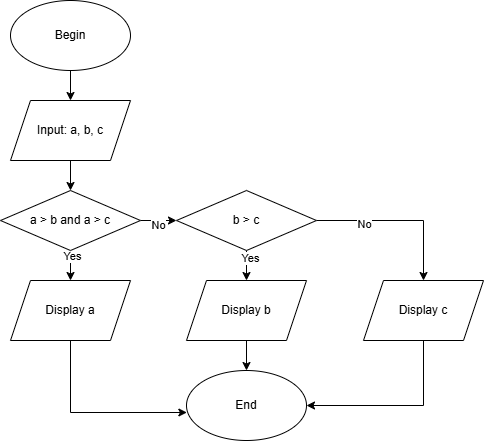 Begin
Input: a, b, c
a > b and a > c
No
b > c
No
Yes
Yes
Display a
Display b
Display c
End